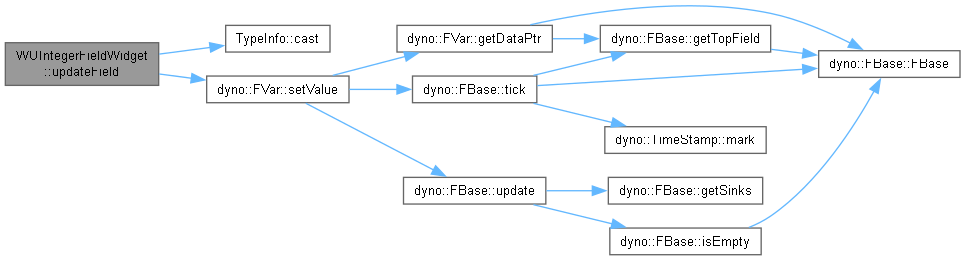 WUIntegerFieldWidget
::updateField
TypeInfo::cast
dyno::FVar::setValue
dyno::FVar::getDataPtr
dyno::FBase::tick
dyno::FBase::update
dyno::FBase::getTopField
dyno::TimeStamp::mark
dyno::FBase::getSinks
dyno::FBase::isEmpty
dyno::FBase::FBase